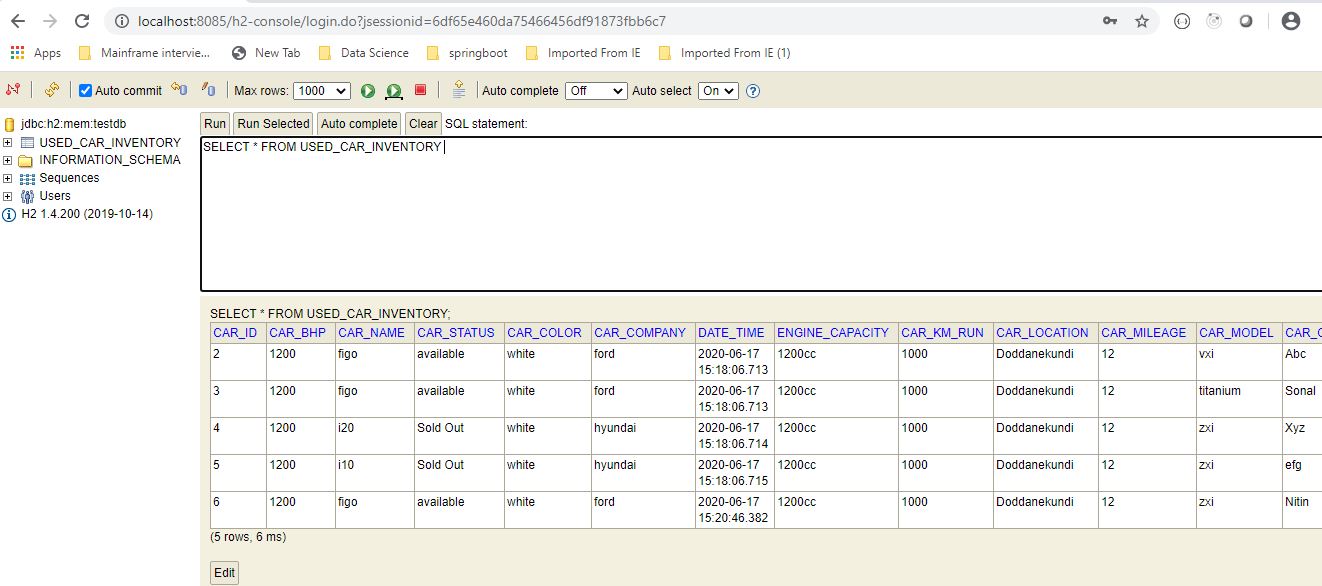 localhost:8085/h2-console/login.do?jsessionid=6df65e460da75466456df91873fbb6c7
Apps Mainframe intervie... New Tab Data Science springboot Imported From IE Imported From IE (1)
Auto commit Max rows: 1000 Auto complete Off Auto select On ?
jdbc:h2:mem:testdb
USED_CAR_INVENTORY
INFORMATION_SCHEMA
Sequences
Users
H2 1.4.200 (2019-10-14)
Run Run Selected Auto complete Clear SQL statement:
SELECT * FROM USED_CAR_INVENTORY
SELECT * FROM USED_CAR_INVENTORY;
CAR_ID CAR_BHP CAR_NAME CAR_STATUS CAR_COLOR CAR_COMPANY DATE_TIME ENGINE_CAPACITY CAR_KM_RUN CAR_LOCATION CAR_MILEAGE CAR_MODEL
2 1200 figo available white ford 2020-06-17 1200cc 1000 Doddanekundi 12 vxi Abc
15:18:06.713
3 1200 figo available white ford 2020-06-17 1200cc 1000 Doddanekundi 12 titanium Sonal
15:18:06.713
4 1200 i20 Sold Out white hyundai 2020-06-17 1200cc 1000 Doddanekundi 12 zxi Xyz
15:18:06.714
5 1200 i10 Sold Out white hyundai 2020-06-17 1200cc 1000 Doddanekundi 12 zxi efg
15:18:06.715
6 1200 figo available white ford 2020-06-17 1200cc 1000 Doddanekundi 12 zxi Nitin
15:20:46.382
(5 rows, 6 ms)
Edit